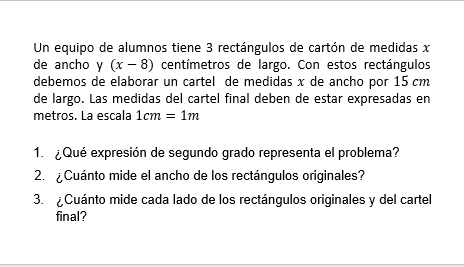 Un equipo de alumnos tiene 3 rectángulos de cartón de medidas x
de ancho y (x − 8) centímetros de largo. Con estos rectángulos
debemos de elaborar un cartel de medidas x de ancho por 15 cm
de largo. Las medidas del cartel final deben de estar expresadas en
metros. La escala 1cm = 1m
1. ¿Qué expresión de segundo grado representa el problema?
2. ¿Cuánto mide el ancho de los rectángulos originales?
3. ¿Cuánto mide cada lado de los rectángulos originales y del cartel
final?